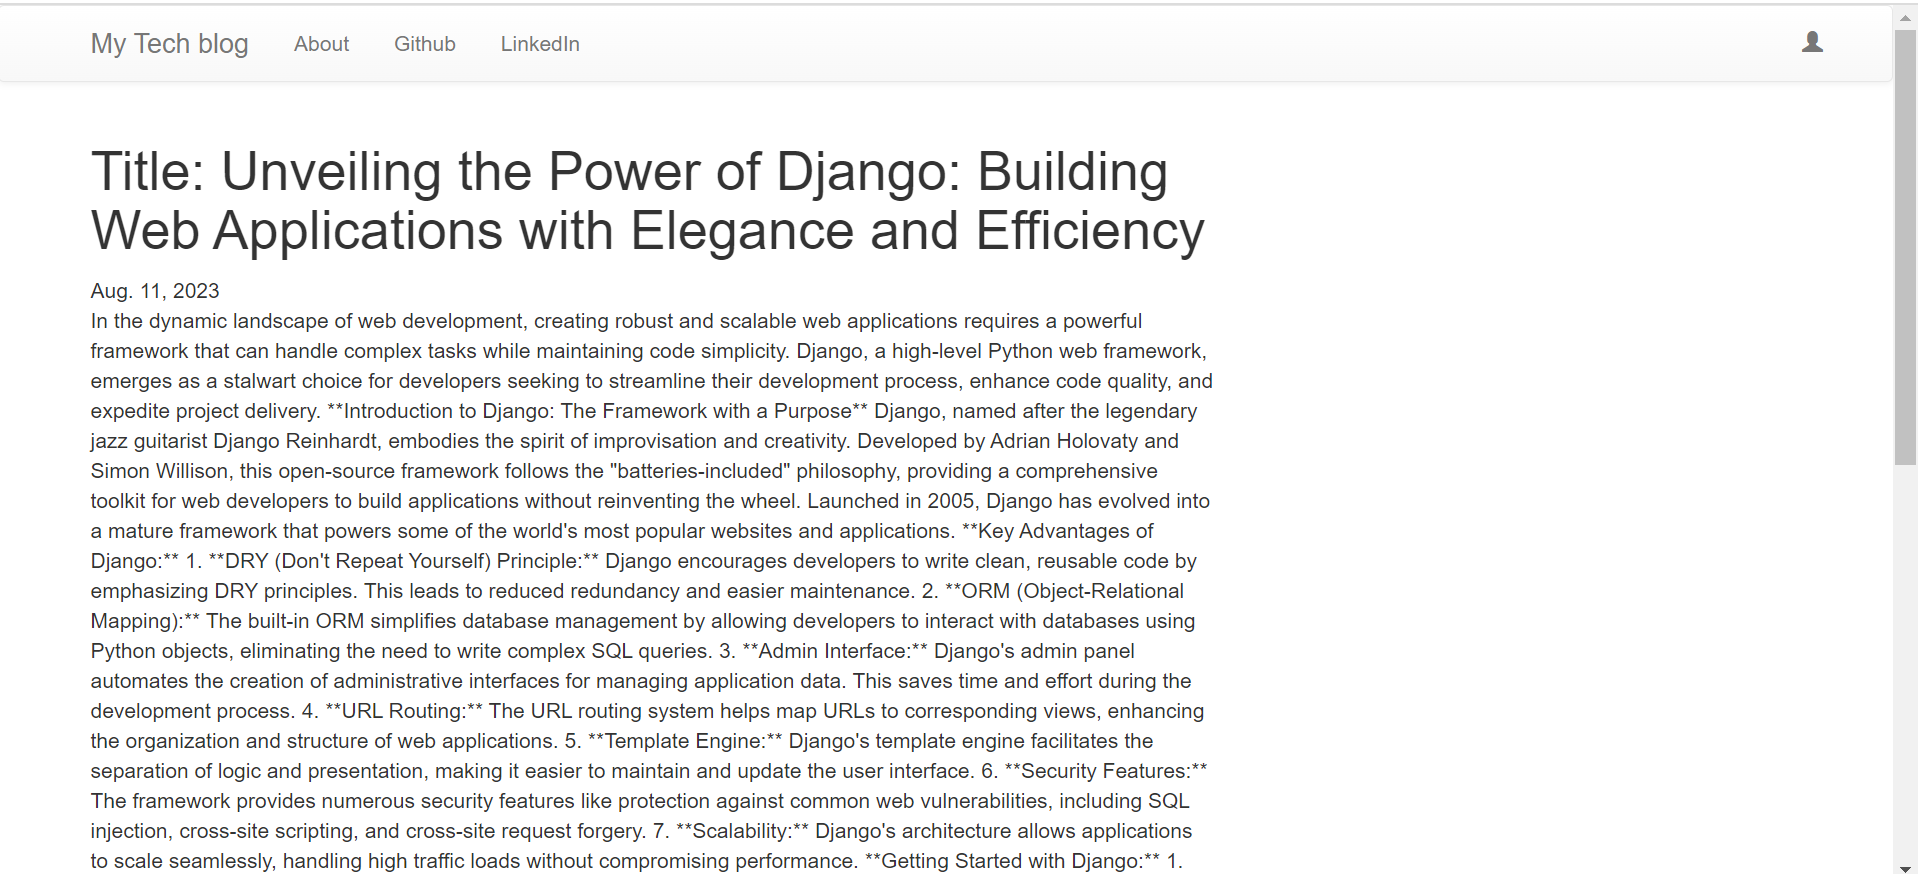 My Tech blog About Github LinkedIn
Title: Unveiling the Power of Django: Building
Web Applications with Elegance and Efficiency
Aug. 11, 2023
In the dynamic landscape of web development, creating robust and scalable web applications requires a powerful
framework that can handle complex tasks while maintaining code simplicity. Django, a high-level Python web framework,
emerges as a stalwart choice for developers seeking to streamline their development process, enhance code quality, and
expedite project delivery. **Introduction to Django: The Framework with a Purpose** Django, named after the legendary
jazz guitarist Django Reinhardt, embodies the spirit of improvisation and creativity. Developed by Adrian Holovaty and
Simon Willison, this open-source framework follows the "batteries-included" philosophy, providing a comprehensive
toolkit for web developers to build applications without reinventing the wheel. Launched in 2005, Django has evolved into
a mature framework that powers some of the world's most popular websites and applications. **Key Advantages of
Django:** 1. **DRY (Don't Repeat Yourself) Principle:** Django encourages developers to write clean, reusable code by
emphasizing DRY principles. This leads to reduced redundancy and easier maintenance. 2. **ORM (Object-Relational
Mapping):** The built-in ORM simplifies database management by allowing developers to interact with databases using
Python objects, eliminating the need to write complex SQL queries. 3. **Admin Interface:** Django's admin panel
automates the creation of administrative interfaces for managing application data. This saves time and effort during the
development process. 4. **URL Routing:** The URL routing system helps map URLs to corresponding views, enhancing
the organization and structure of web applications. 5. **Template Engine:** Django's template engine facilitates the
separation of logic and presentation, making it easier to maintain and update the user interface. 6. **Security Features:**
The framework provides numerous security features like protection against common web vulnerabilities, including SQL
injection, cross-site scripting, and cross-site request forgery. 7. **Scalability:** Django's architecture allows applications
to scale seamlessly, handling high traffic loads without compromising performance. **Getting Started with Django:** 1.